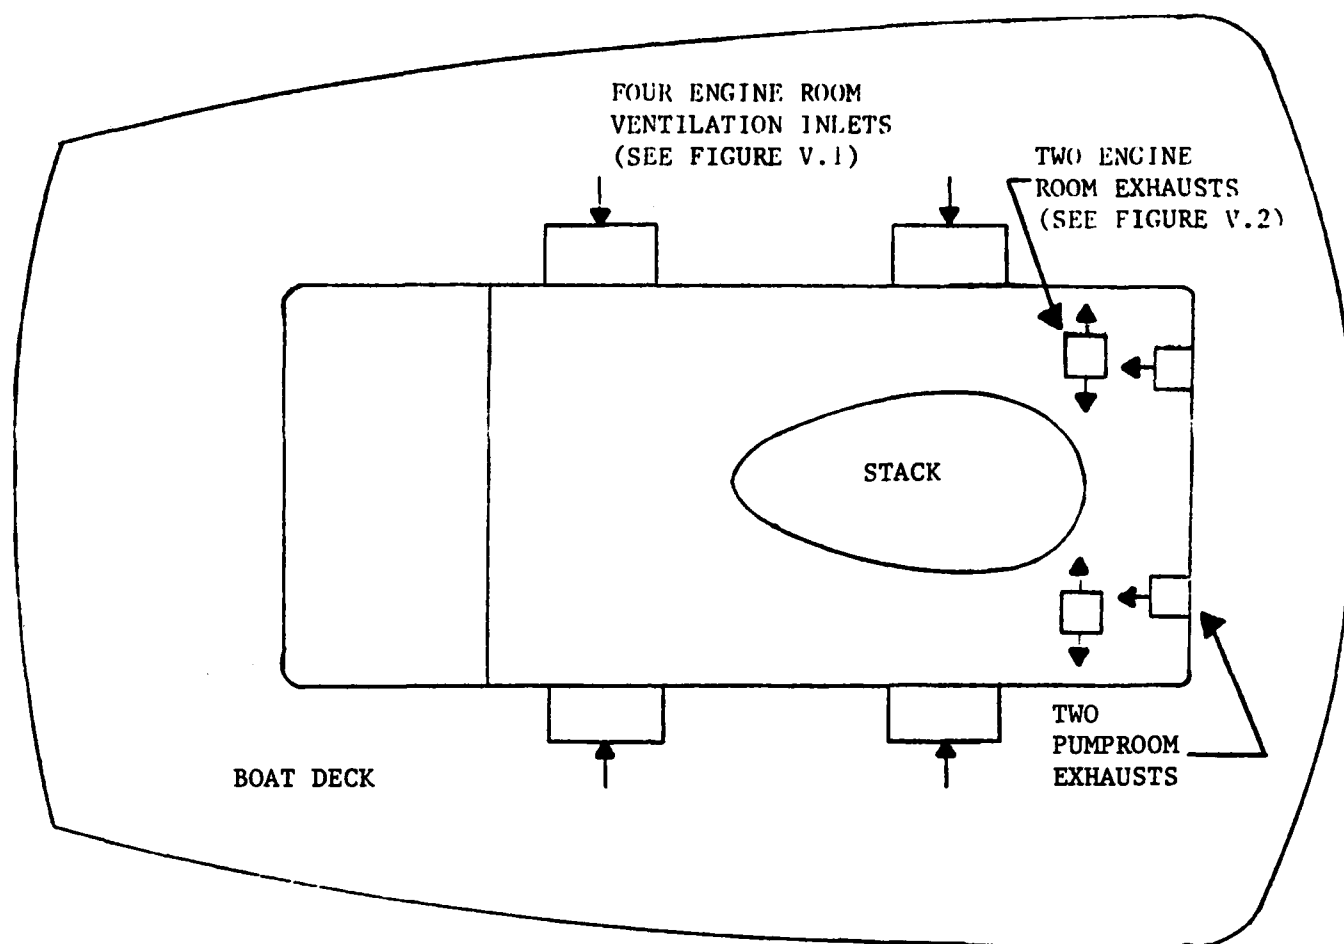 FOUR ENGINE ROOM
VENTILATION INLETS
(SEE FIGURE V.1)
TWO ENGINE
ROOM EXHAUSTS
(SEE FIGURE V.2)
STACK
TWO
PUMPROOM
EXHAUSTS
BOAT DECK